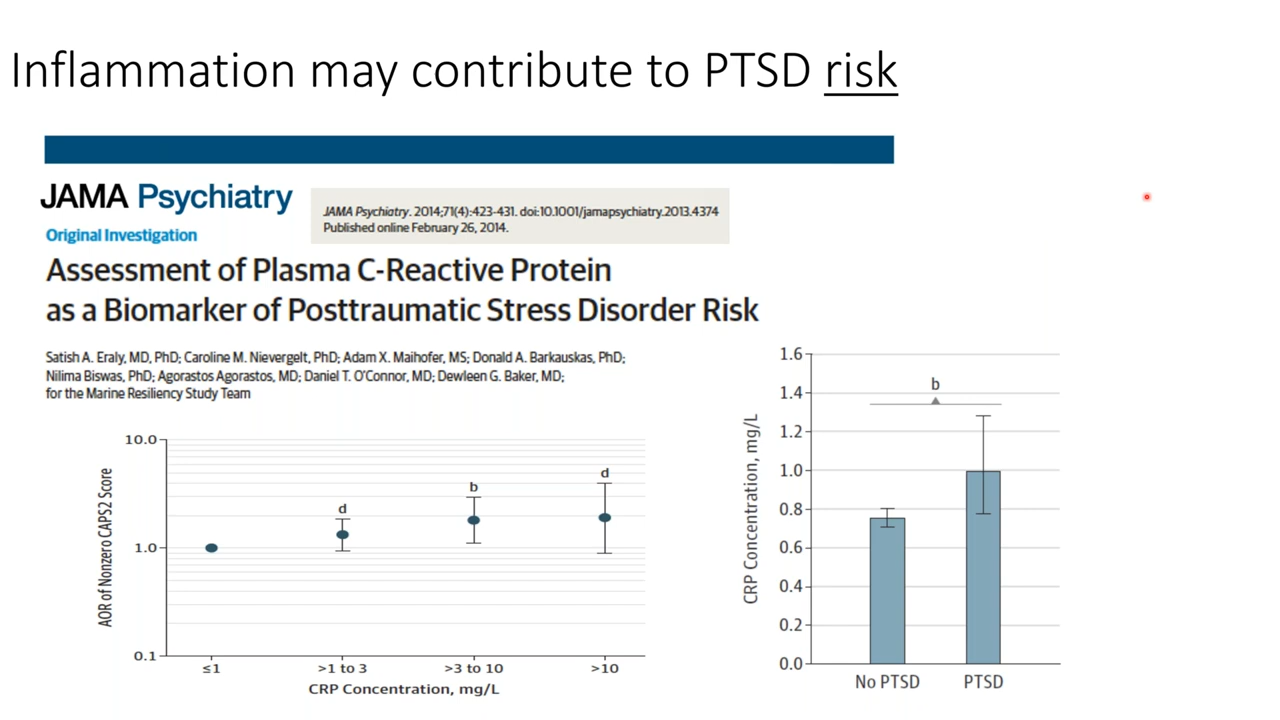 Inflammation may contribute to PTSD risk
JAMA Psychiatry
JAMA Psychiatry. 2014;71(4):423-431. doi:10.1001/jamapsychiatry.2013.4374
Published online February 26, 2014.
Original Investigation
Assessment of Plasma C-Reactive Protein
as a Biomarker of Posttraumatic Stress Disorder Risk
Satish A. Eraly, MD, PhD; Caroline M. Nievergelt, PhD; Adam X. Maihofer, MS; Donald A. Barkauskas, PhD;
Nilima Biswas, PhD; Agorastos Agorastos, MD; Daniel T. O'Connor, MD; Dewleen G. Baker, MD;
for the Marine Resiliency Study Team
AOR of Nonzero CAPS2 Score
10.0
1.0
0.1
d
b
d
≤1
>1 to 3
>3 to 10
>10
CRP Concentration, mg/L
CRP Concentration, mg/L
1.6
1.4
1.2
1.0
0.8
0.6
0.4
0.2
0.0
b
No PTSD
PTSD